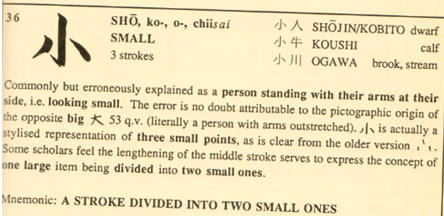 36
小
SHŌ, ko-, o-, chiisai
SMALL
3 strokes
小人 SHŌJIN/KOBITO dwarf
小牛 KOUSHI calf
小川 OGAWA brook, stream
Commonly but erroneously explained as a person standing with their arms at their
side, i.e. looking small. The error is no doubt attributable to the pictographic origin of
the opposite big 大 53 q.v. (literally a person with arms outstretched). 小 is actually a
stylised representation of three small points, as is clear from the older version
Some scholars feel the lengthening of the middle stroke serves to express the concept of
one large item being divided into two small ones.
Mnemonic: A STROKE DIVIDED INTO TWO SMALL ONES